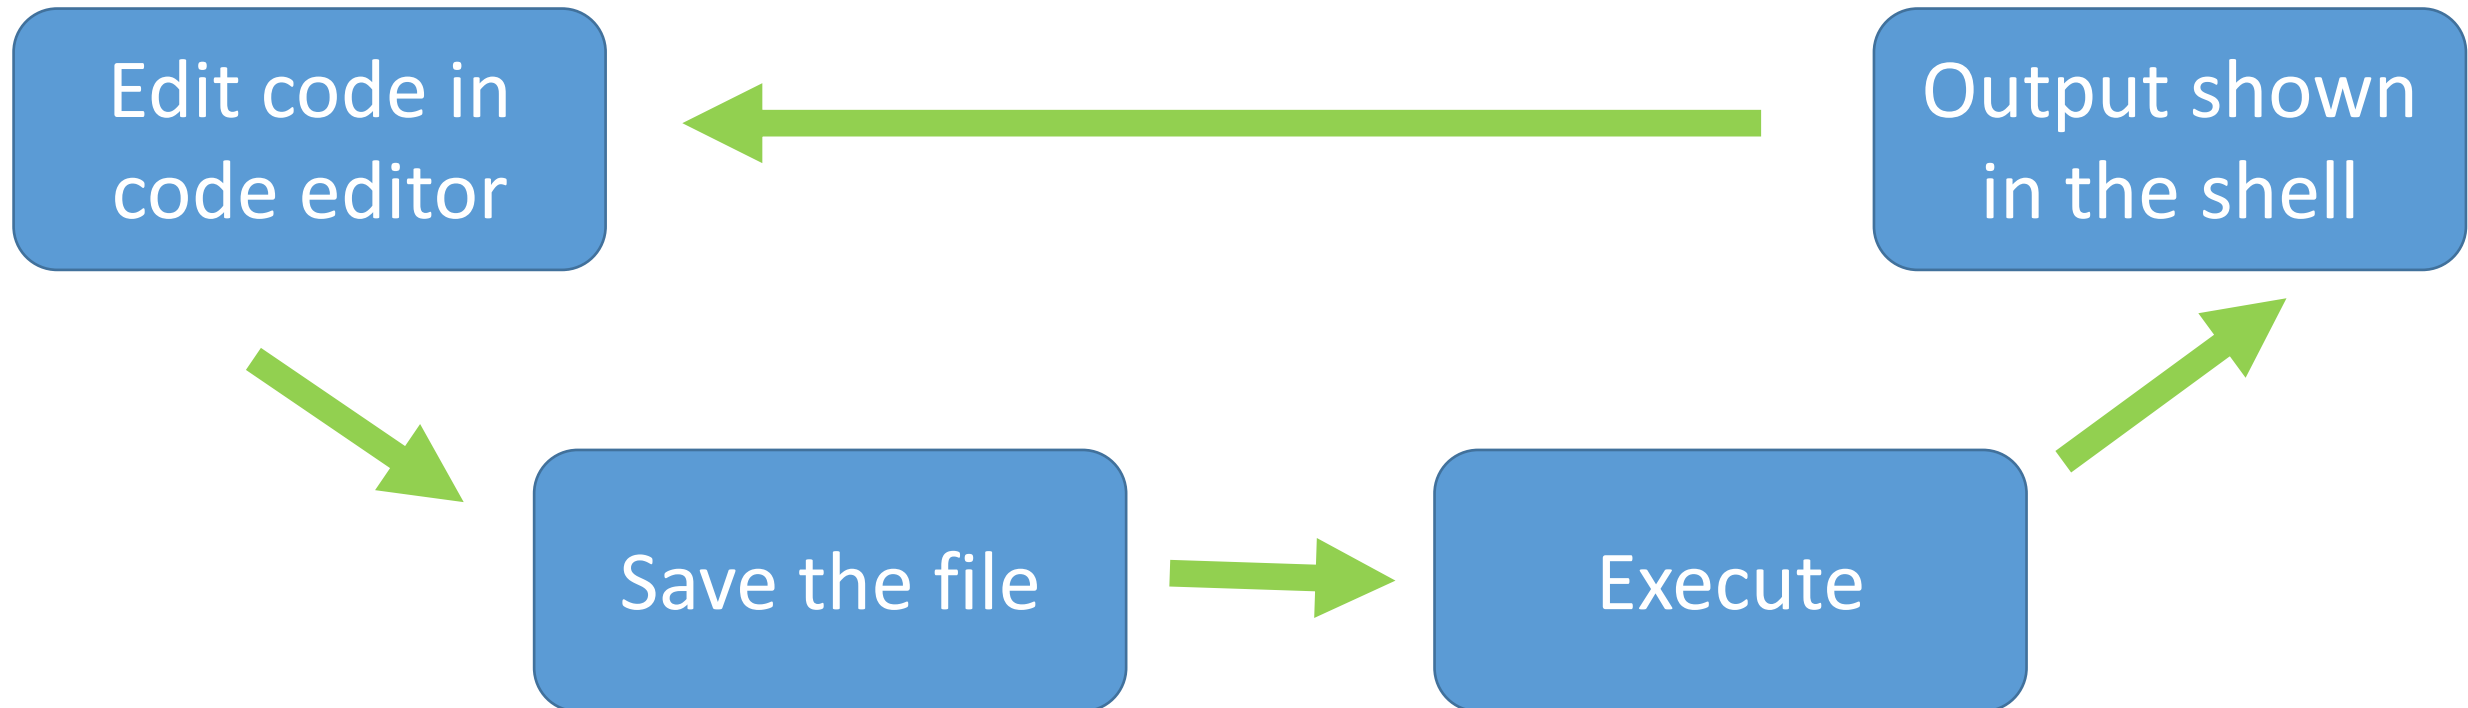 Edit code in
code editor
Output shown
in the shell
Save the file
Execute